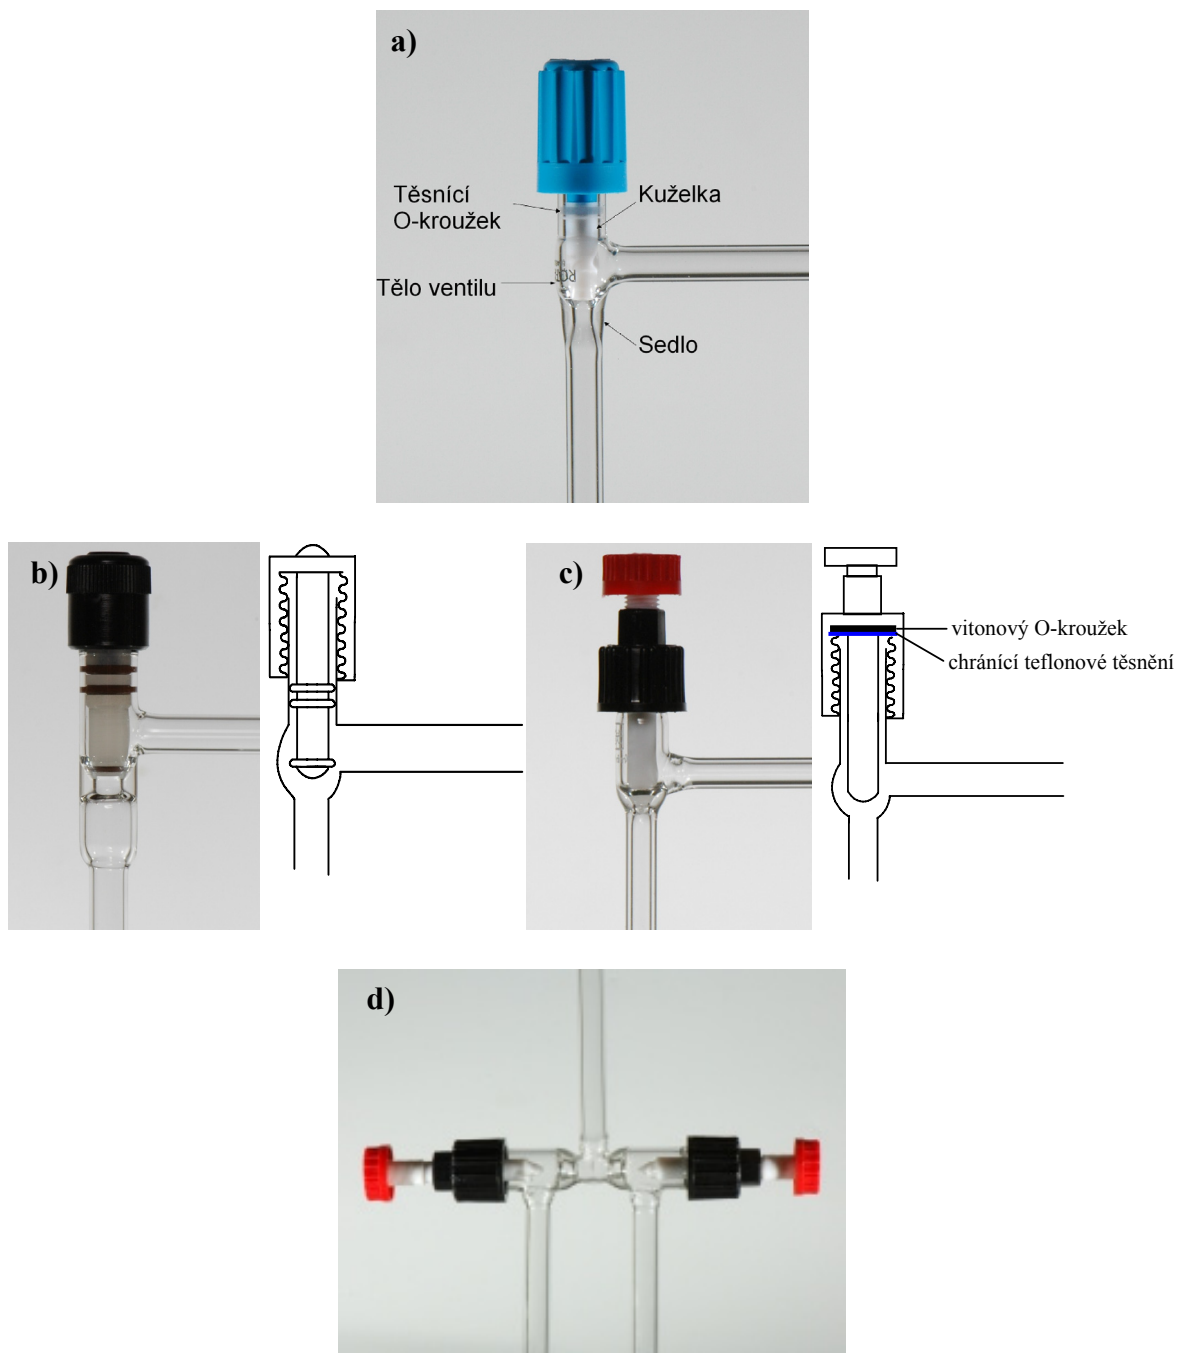 a)
Těsnící
O-kroužek
Kuželka
Tělo ventilu
Sedlo
b)
c)
vitonový O-kroužek
chránící teflonové těsnění
d)